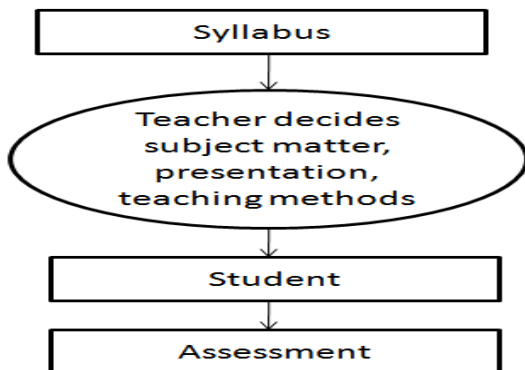 Syllabus
Teacher decides
subject matter,
presentation,
teaching methods
Student
Assessment